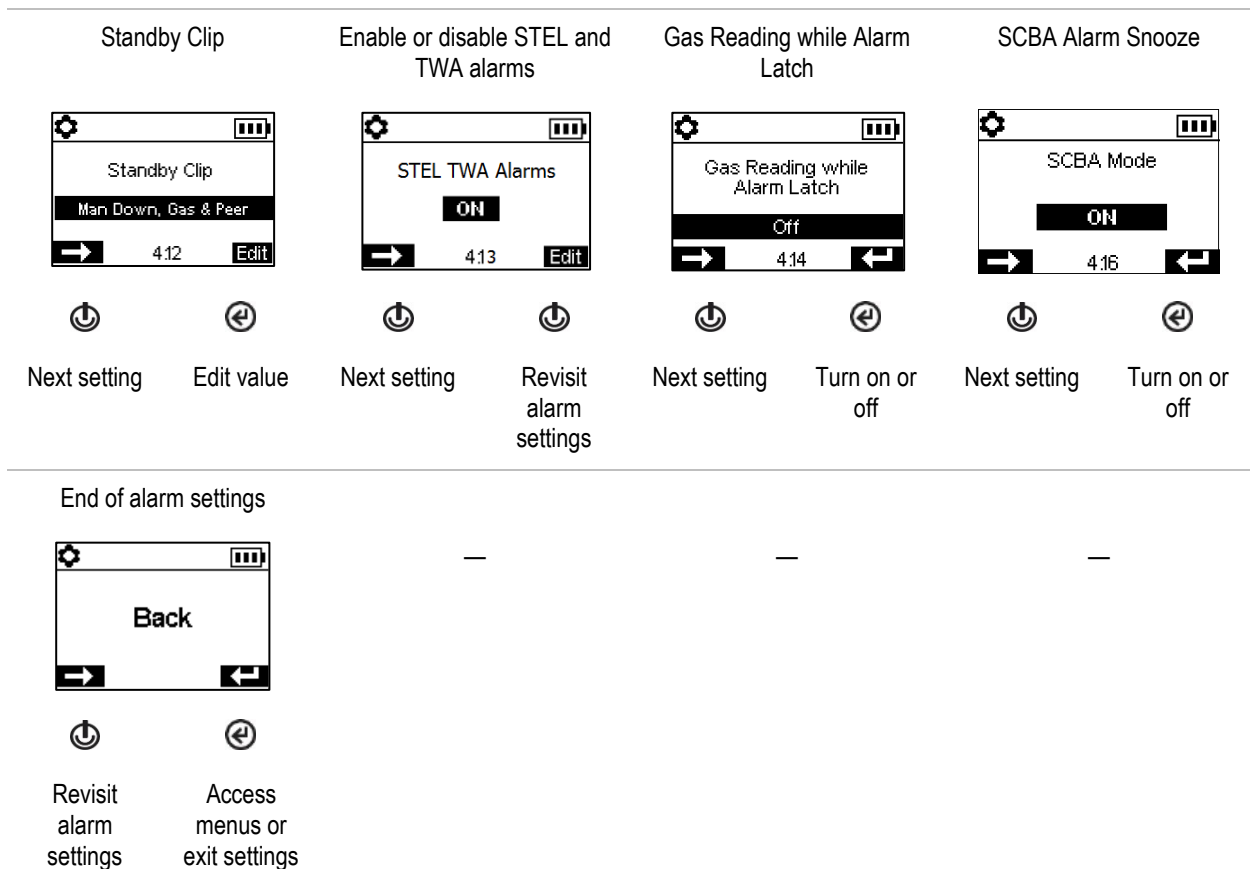 Standby Clip
Enable or disable STEL and
TWA alarms
Gas Reading while Alarm
Latch
SCBA Alarm Snooze
Standby Clip
Man Down, Gas & Peer
4.12
Edit
STEL TWA Alarms
ON
4.13
Edit
Gas Reading while
Alarm Latch
Off
4.14
SCBA Mode
ON
4.16
Next setting
Edit value
Next setting
Revisit
alarm
settings
Next setting
Turn on or
off
Next setting
Turn on or
off
End of alarm settings
Back
—
—
—
Revisit
alarm
settings
Access
menus or
exit settings